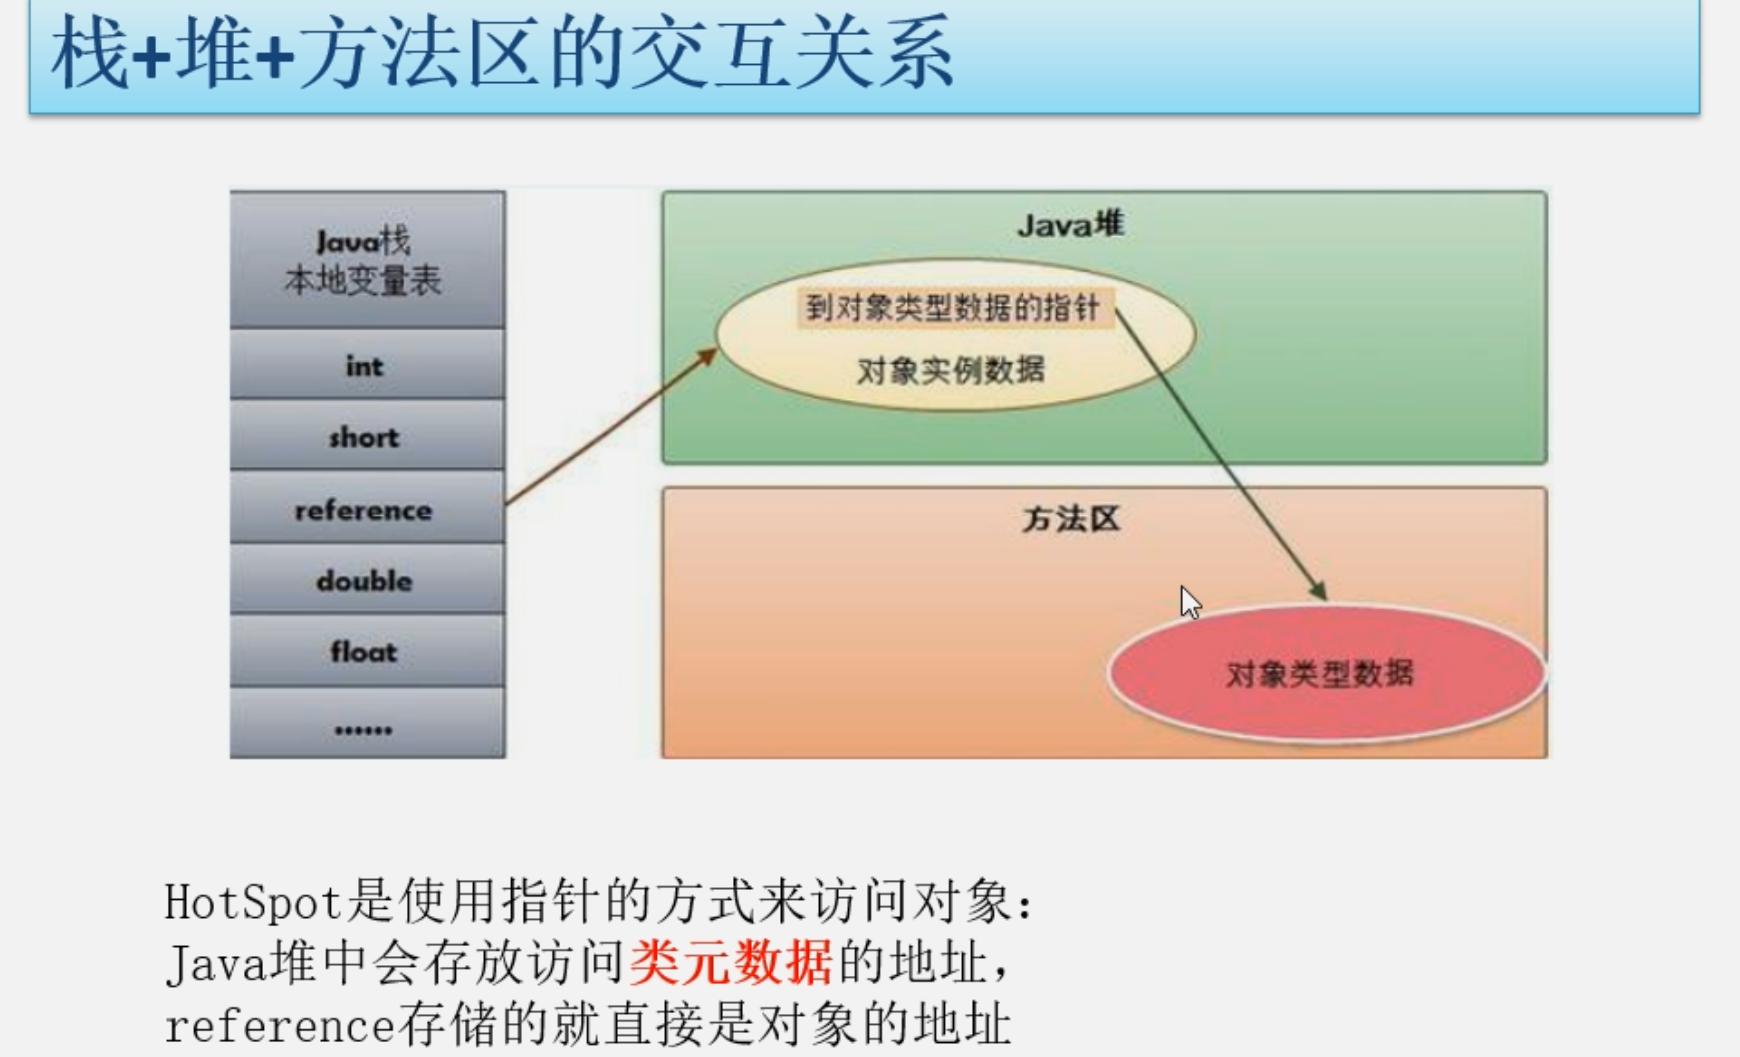 栈+堆+方法区的交互关系
Java栈
本地变量表
int
short
reference
double
float
......
Java堆
到对象类型数据的指针
对象实例数据
方法区
对象类型数据
HotSpot是使用指针的方式来访问对象：
Java堆中会存放访问类元数据的地址，
reference存储的就直接是对象的地址